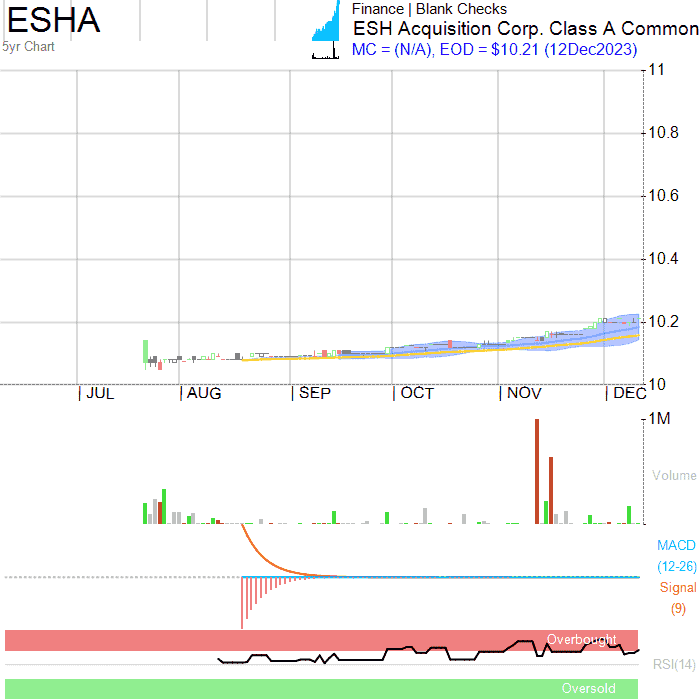 ESHA
5yr Chart
Finance | Blank Checks
ESH Acquisition Corp. Class A Common
MC = (N/A), EOD = $10.21 (12Dec2023)
11
10.8
10.6
10.4
10.2
10
JUL AUG SEP OCT NOV DEC
1M
Volume
MACD
(12-26)
Signal
(9)
Overbought
RSI(14)
Oversold